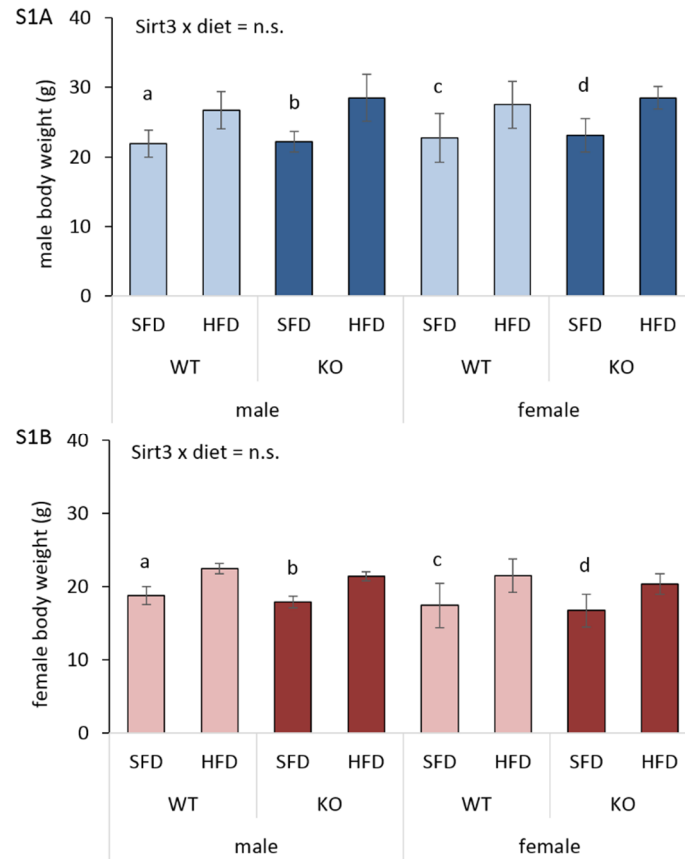 S1A
Sirt3 x diet = n.s.
male body weight (g)
40
30
20
10
0
a
b
c
d
SFD HFD SFD HFD SFD HFD SFD HFD
WT KO WT KO
male female
S1B
Sirt3 x diet = n.s.
female body weight (g)
40
30
20
10
0
a
b
c
d
SFD HFD SFD HFD SFD HFD SFD HFD
WT KO WT KO
male female